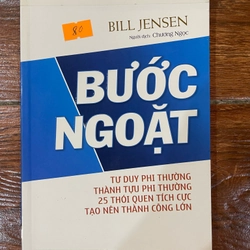 BILL JENSEN
Người dịch: Chương Ngọc
BƯỚC
NGOẶT
TƯ DUY PHI THƯỜNG
THÀNH TỰU PHI THƯỜNG
25 THÓI QUEN TÍCH CỰC
TẠO NÊN THÀNH CÔNG LỚN